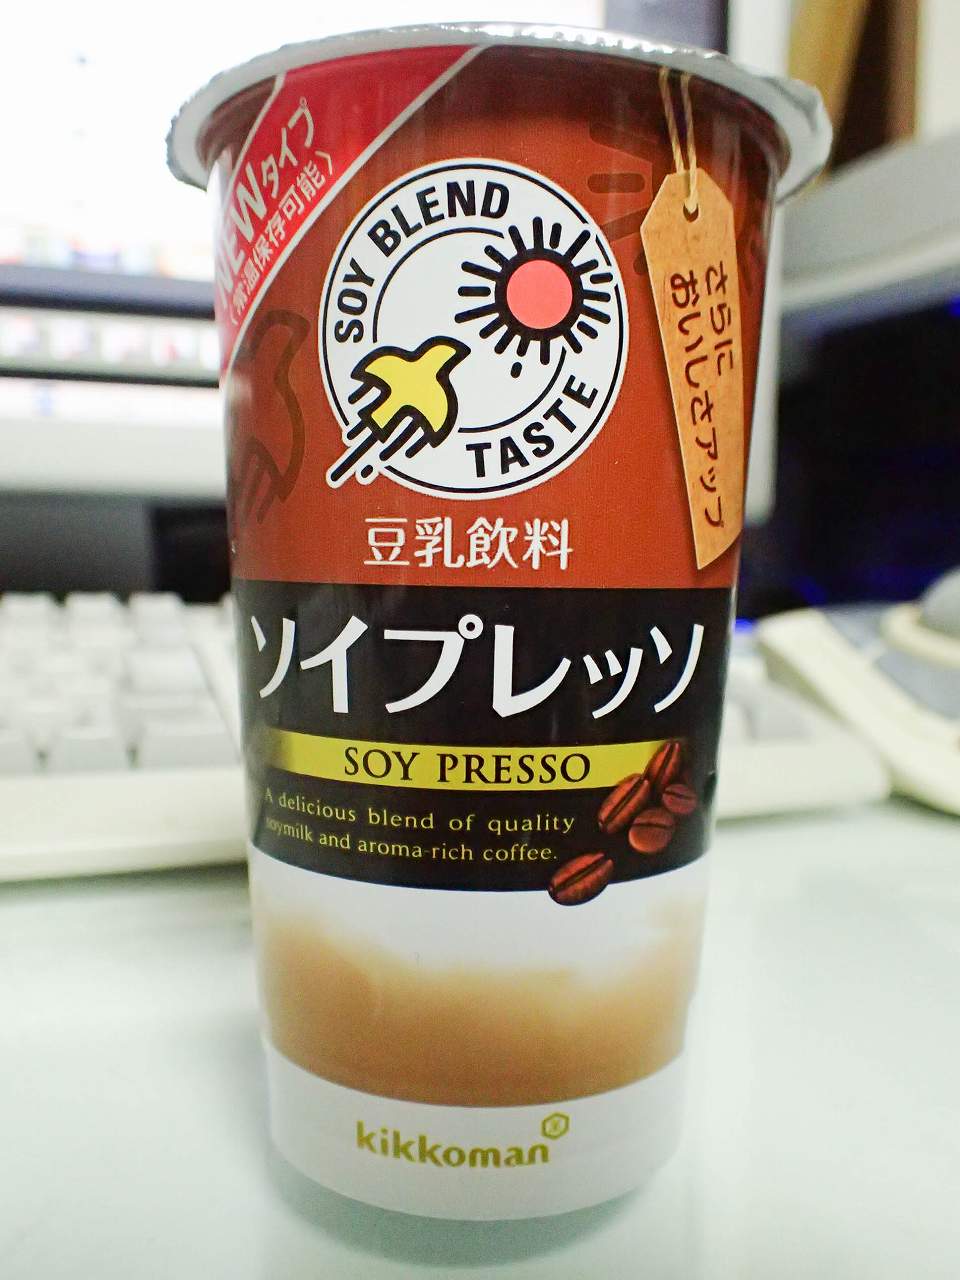 NEWタイプ
〈常温保存可能〉
SOY BLEND
TASTE
さらに
おいしさアップ
豆乳飲料
ソイプレッソ
SOY PRESSO
A delicious blend of quality
soymilk and aroma-rich coffee.
kikkoman